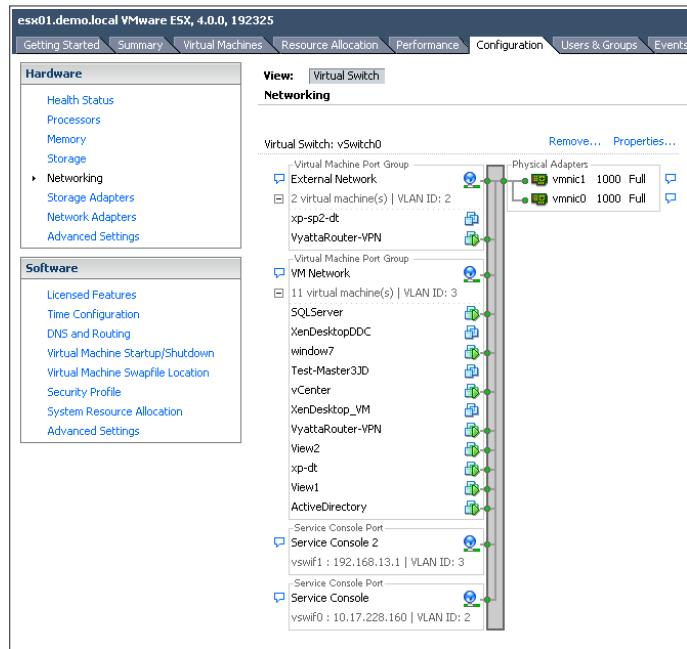 esx01.demo.local VMware ESX, 4.0.0, 192325
Getting Started Summary Virtual Machines Resource Allocation Performance Configuration Users & Groups Events
Hardware
Health Status
Processors
Memory
Storage
Networking
Storage Adapters
Network Adapters
Advanced Settings
Software
Licensed Features
Time Configuration
DNS and Routing
Virtual Machine Startup/Shutdown
Virtual Machine Swapfile Location
Security Profile
System Resource Allocation
Advanced Settings
View: Virtual Switch
Networking
Virtual Switch: vSwitch0 Remove... Properties...
Virtual Machine Port Group
External Network
2 virtual machine(s) | VLAN ID: 2
xp-sp2-dt
VyattaRouter-VPN
Virtual Machine Port Group
VM Network
11 virtual machine(s) | VLAN ID: 3
SQLServer
XenDesktopDDC
window7
Test-Master3JD
vCenter
XenDesktop_VM
VyattaRouter-VPN
View2
xp-dt
View1
ActiveDirectory
Service Console Port
Service Console 2
vswif1 : 192.168.13.1 | VLAN ID: 3
Service Console Port
Service Console
vswif0 : 10.17.228.160 | VLAN ID: 2
Physical Adapters
vmnic1 1000 Full
vmnic0 1000 Full